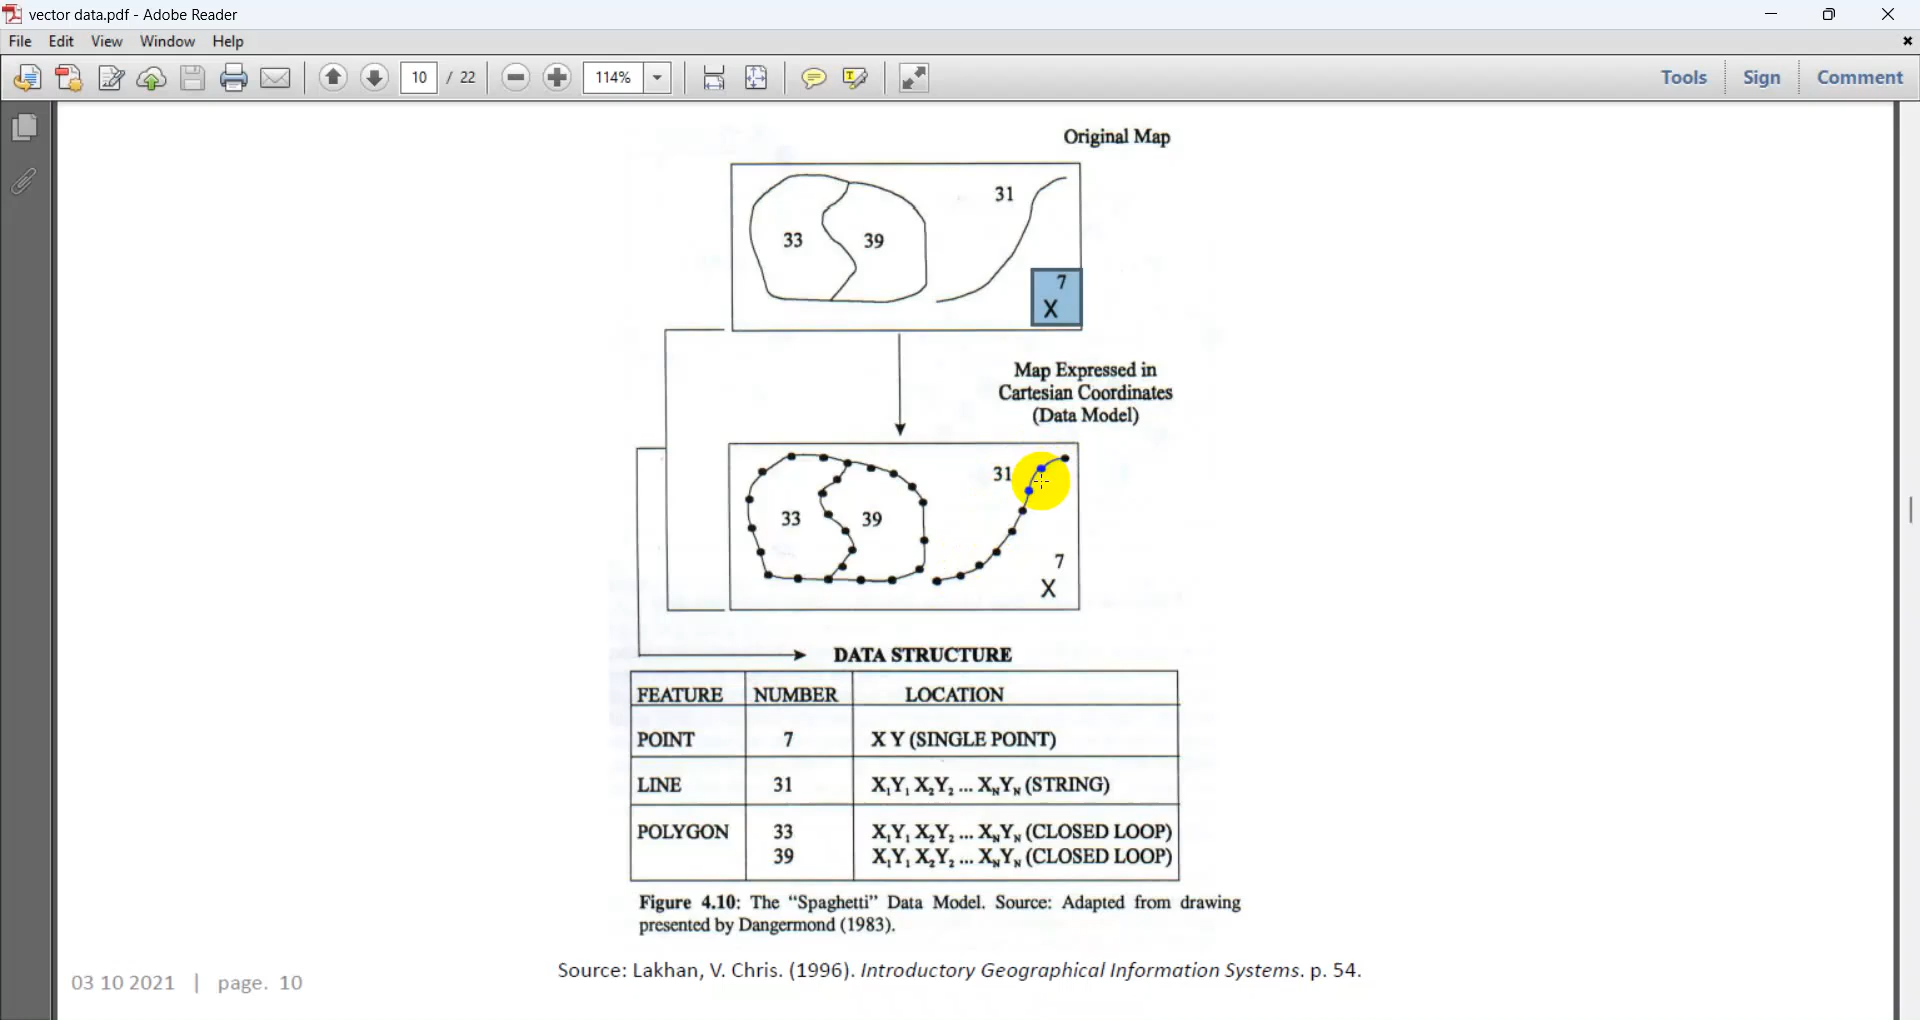 vector data.pdf - Adobe Reader
File Edit View Window Help
10 / 22 114% Tools Sign Comment
Original Map
31
33 39
7
X
Map Expressed in
Cartesian Coordinates
(Data Model)
31
33 39
7
X
DATA STRUCTURE
FEATURE NUMBER LOCATION
POINT 7 X Y (SINGLE POINT)
LINE 31 X₁Y₁ X₂Y₂ ... XₙYₙ (STRING)
POLYGON 33 X₁Y₁ X₂Y₂ ... XₙYₙ (CLOSED LOOP)
39 X₁Y₁ X₂Y₂ ... XₙYₙ (CLOSED LOOP)
Figure 4.10: The “Spaghetti” Data Model. Source: Adapted from drawing
presented by Dangermond (1983).
Source: Lakhan, V. Chris. (1996). Introductory Geographical Information Systems. p. 54.
03 10 2021 | page. 10